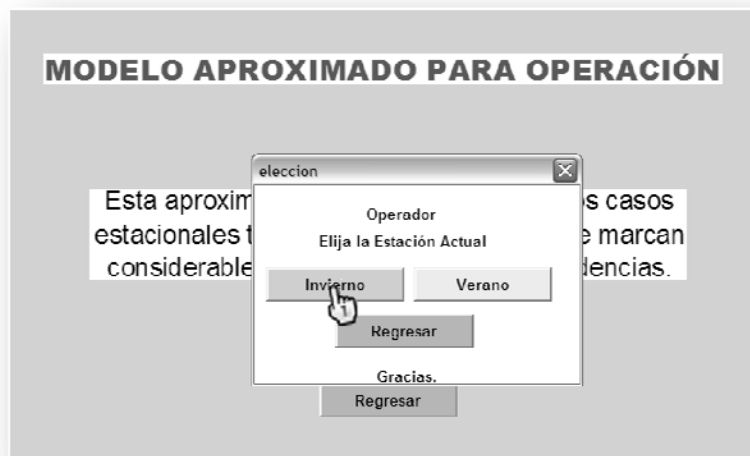 MODELO APROXIMADO PARA OPERACIÓN
eleccion
Operador
Elija la Estación Actual
Invierno
Verano
Regresar
Gracias.
Esta aproxim s casos
estacionales t e marcan
considerable dencias.
Regresar